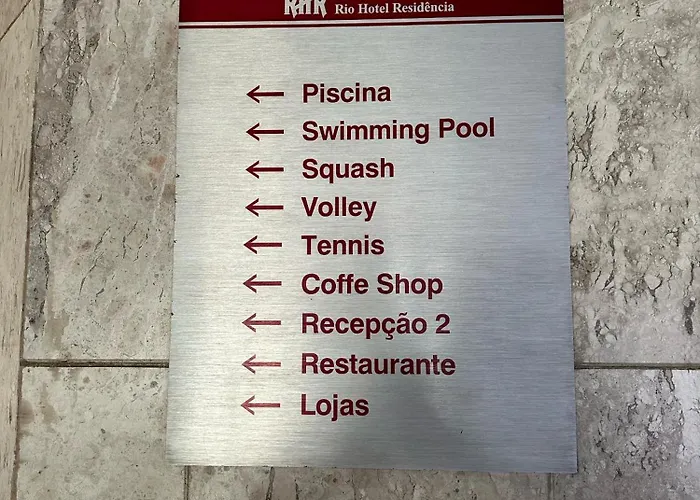 RHR Rio Hotel Residência
← Piscina
← Swimming Pool
← Squash
← Volley
← Tennis
← Coffe Shop
← Recepção 2
← Restaurante
← Lojas